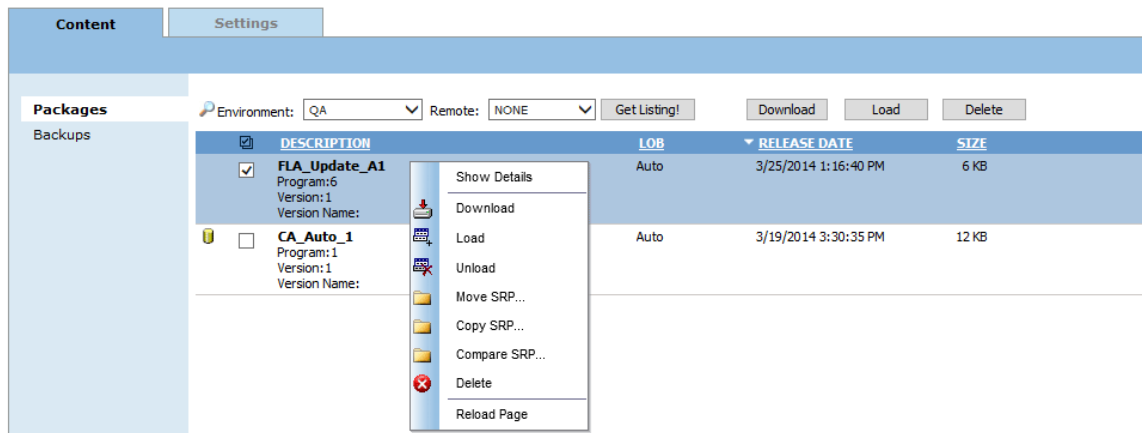 Content Settings
Packages
Backups
Environment: QA Remote: NONE Get Listing! Download Load Delete
DESCRIPTION LOB RELEASE DATE SIZE
FLA_Update_A1 Auto 3/25/2014 1:16:40 PM 6 KB
Program:6
Version:1
Version Name:
CA_Auto_1 Auto 3/19/2014 3:30:35 PM 12 KB
Program:1
Version:1
Version Name:
Show Details
Download
Load
Unload
Move SRP...
Copy SRP...
Compare SRP...
Delete
Reload Page